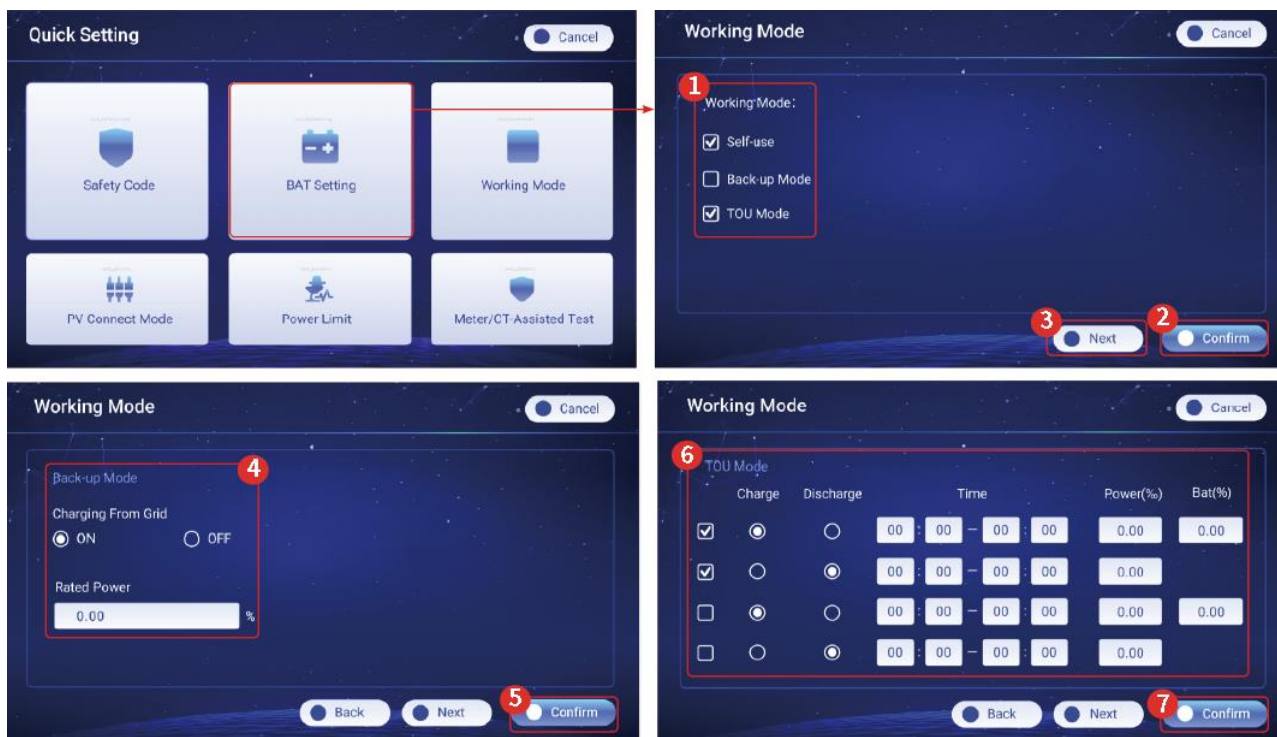 Quick Setting
Cancel
Safety Code
BAT Setting
Working Mode
PV Connect Mode
Power Limit
Meter/CT-Assisted Test
Working Mode
Cancel
1
Working Mode:
Self-use
Back-up Mode
TOU Mode
3
Next
2
Confirm
Working Mode
Cancel
4
Back-up Mode
Charging From Grid
ON OFF
Rated Power
0.00 %
Back
Next
5
Confirm
Working Mode
Cancel
6
TOU Mode
Charge Discharge Time Power(‰) Bat(%)
00 : 00 – 00 : 00 0.00 0.00
00 : 00 – 00 : 00 0.00
00 : 00 – 00 : 00 0.00 0.00
00 : 00 – 00 : 00 0.00
Back
Next
7
Confirm